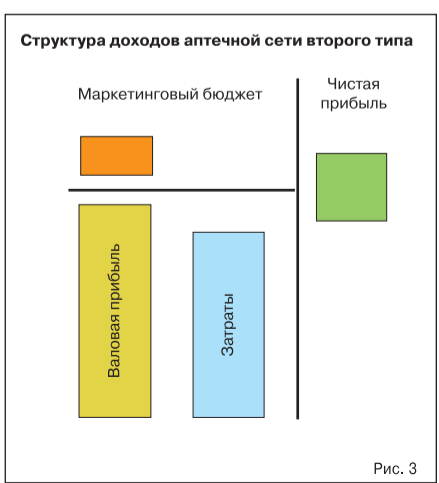 Структура доходов аптечной сети второго типа
Маркетинговый бюджет
Чистая
прибыль
Валовая прибыль
Затраты
Рис. 3